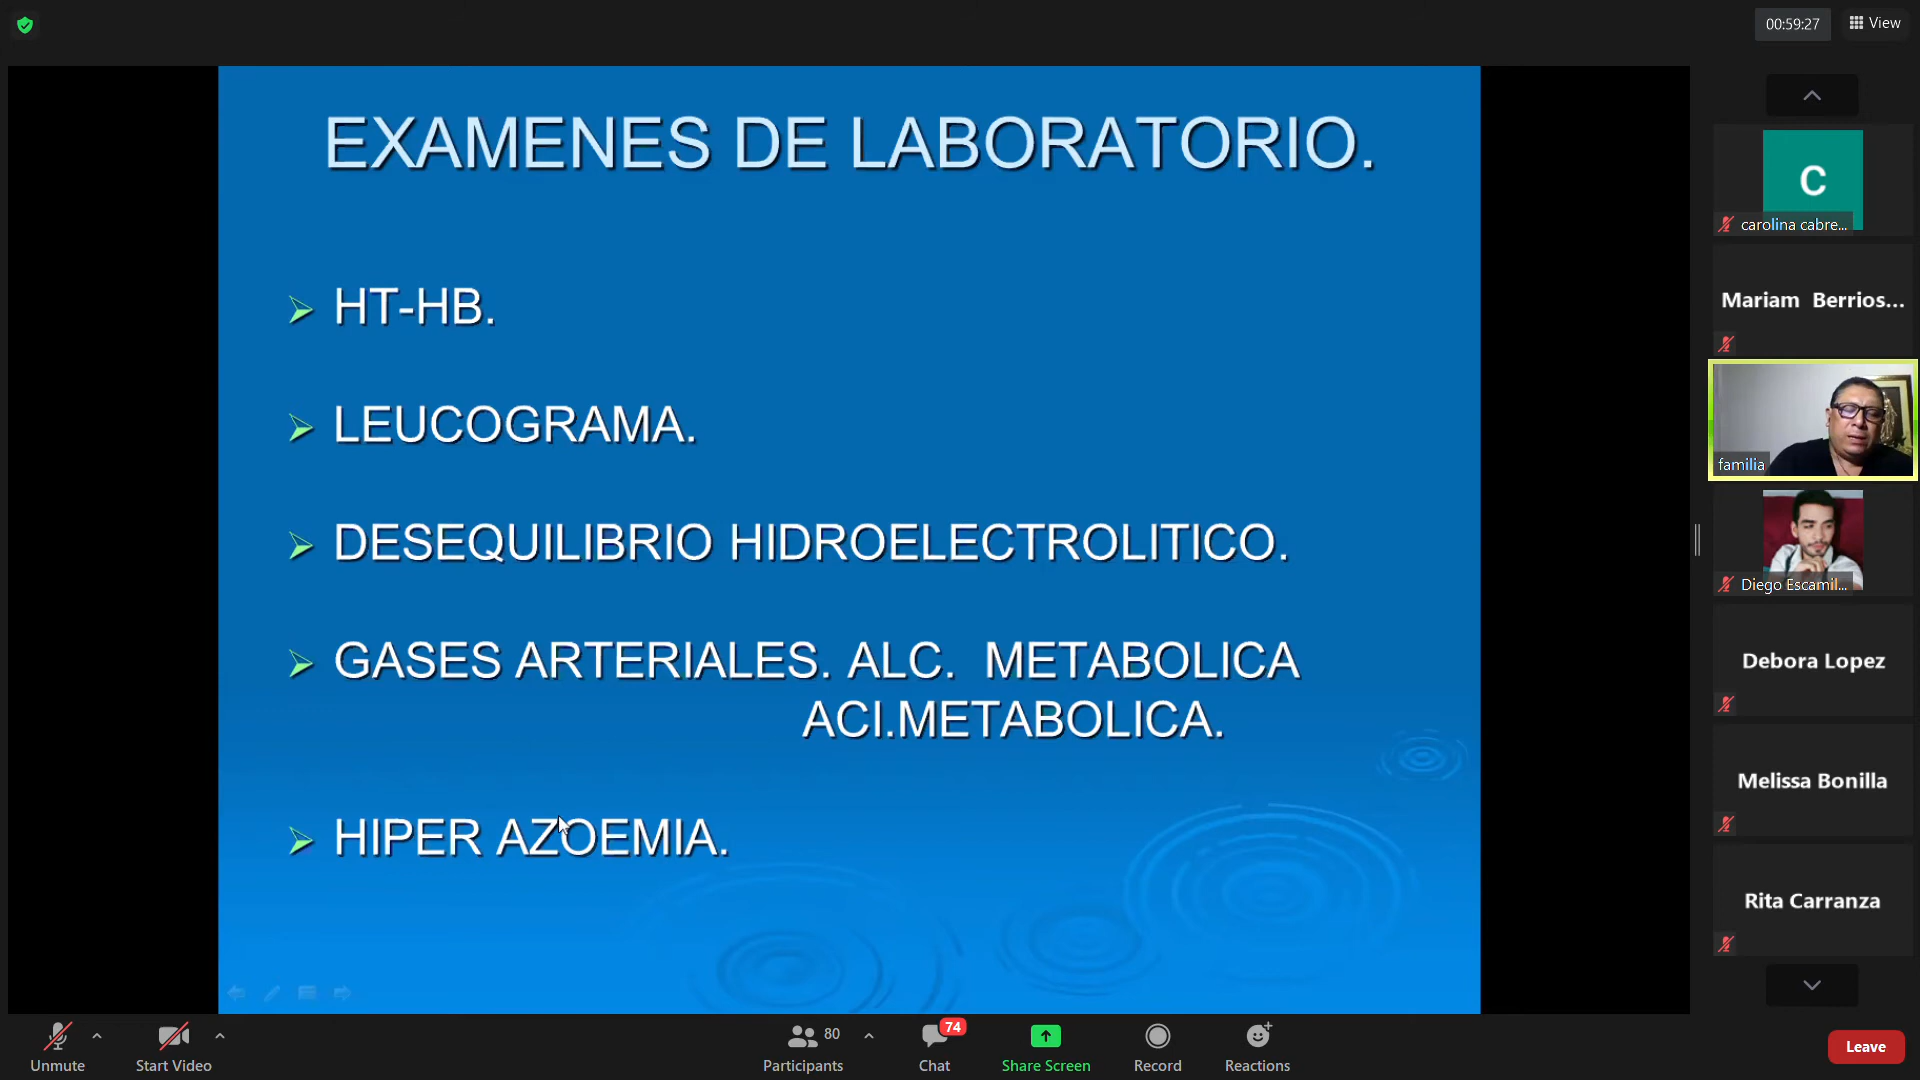 00:59:27
View
EXAMENES DE LABORATORIO.
HT-HB.
LEUCOGRAMA.
DESEQUILIBRIO HIDROELECTROLITICO.
GASES ARTERIALES. ALC. METABOLICA
ACI.METABOLICA.
HIPER AZOEMIA.
C
carolina cabre...
Mariam Berrios...
familia
Diego Escamil...
Debora Lopez
Melissa Bonilla
Rita Carranza
Unmute
Start Video
80
Participants
74
Chat
Share Screen
Record
Reactions
Leave